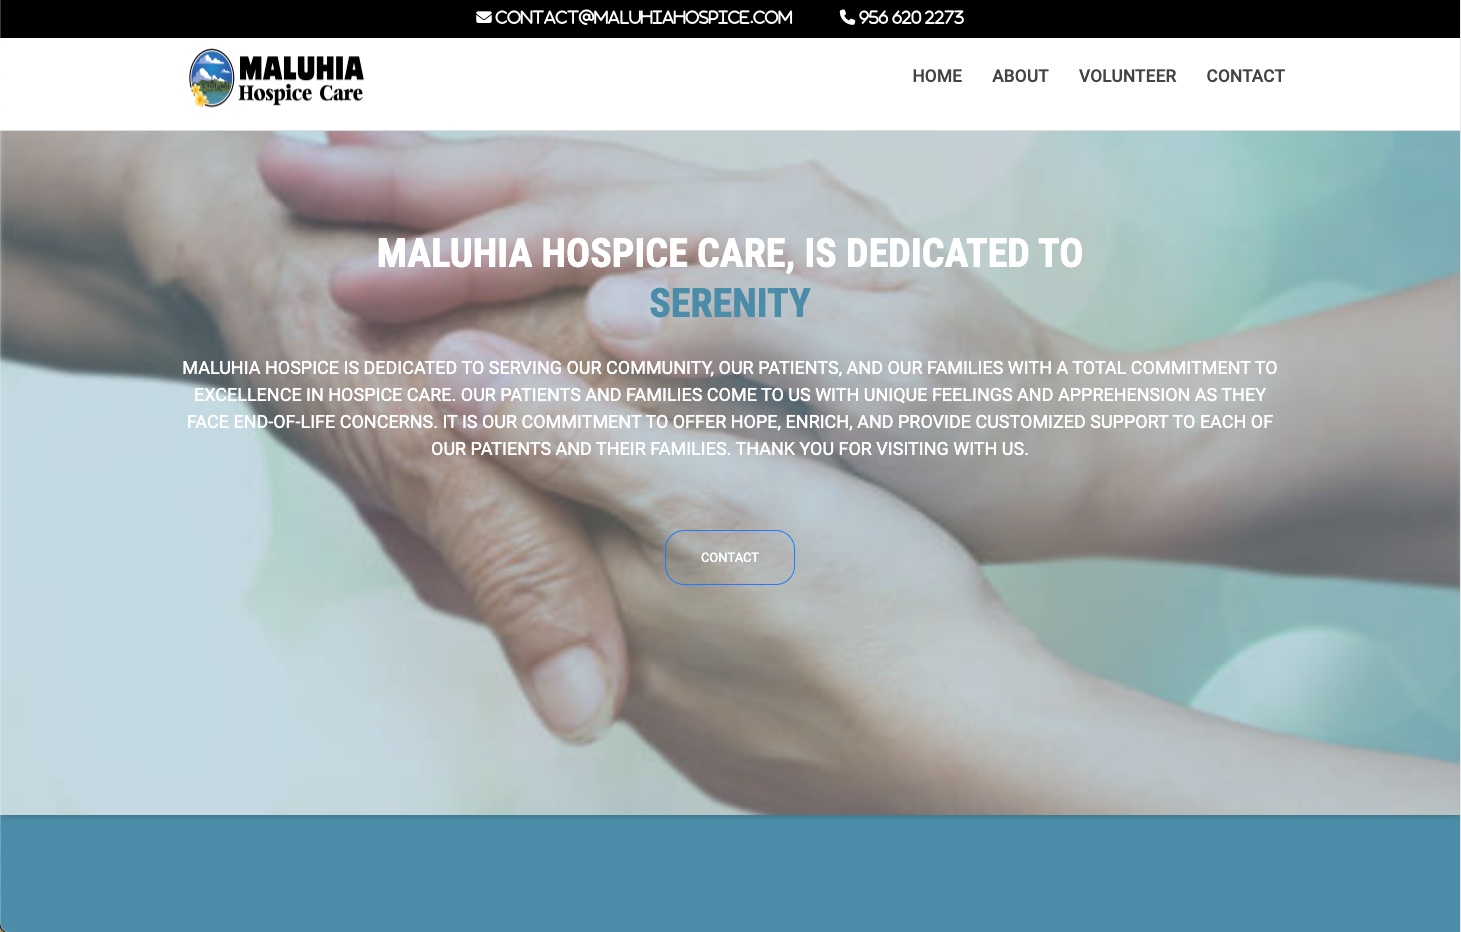 CONTACT@MALUHIAHOSPICE.COM 956 620 2273
MALUHIA
Hospice Care
HOME ABOUT VOLUNTEER CONTACT
MALUHIA HOSPICE CARE, IS DEDICATED TO
SERENITY
MALUHIA HOSPICE IS DEDICATED TO SERVING OUR COMMUNITY, OUR PATIENTS, AND OUR FAMILIES WITH A TOTAL COMMITMENT TO
EXCELLENCE IN HOSPICE CARE. OUR PATIENTS AND FAMILIES COME TO US WITH UNIQUE FEELINGS AND APPREHENSION AS THEY
FACE END-OF-LIFE CONCERNS. IT IS OUR COMMITMENT TO OFFER HOPE, ENRICH, AND PROVIDE CUSTOMIZED SUPPORT TO EACH OF
OUR PATIENTS AND THEIR FAMILIES. THANK YOU FOR VISITING WITH US.
CONTACT